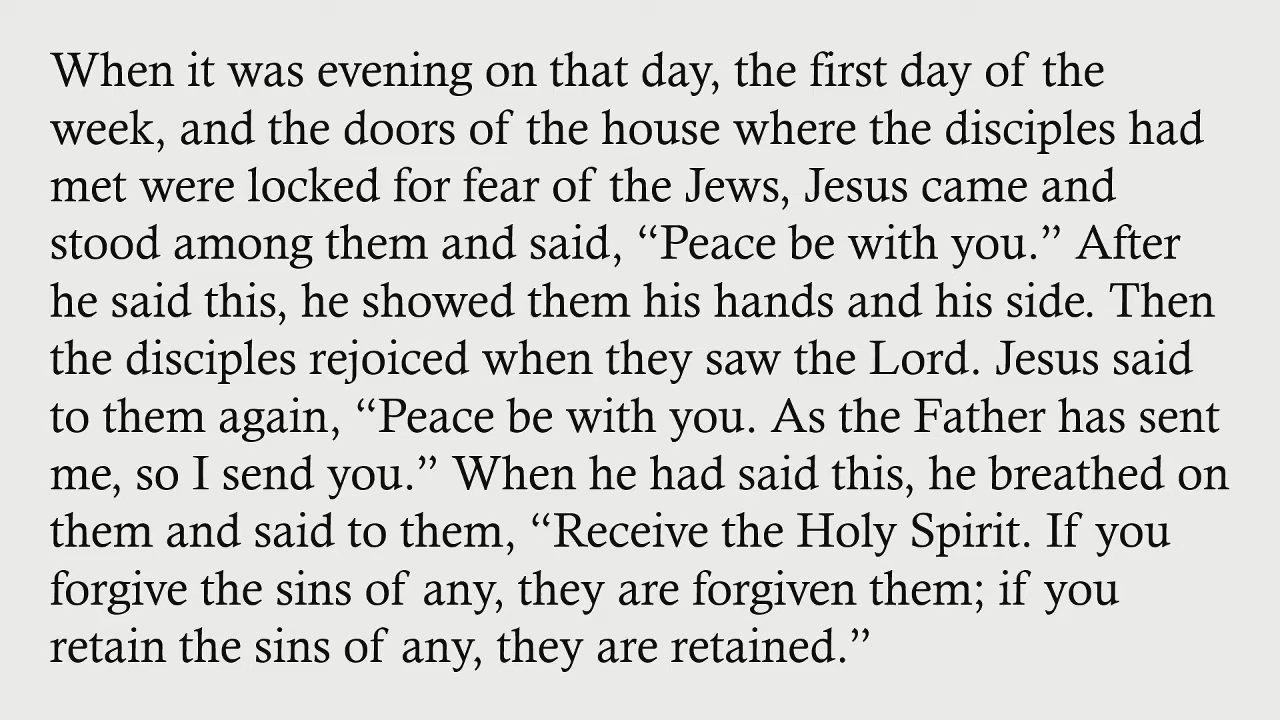 When it was evening on that day, the first day of the
week, and the doors of the house where the disciples had
met were locked for fear of the Jews, Jesus came and
stood among them and said, “Peace be with you.” After
he said this, he showed them his hands and his side. Then
the disciples rejoiced when they saw the Lord. Jesus said
to them again, “Peace be with you. As the Father has sent
me, so I send you.” When he had said this, he breathed on
them and said to them, “Receive the Holy Spirit. If you
forgive the sins of any, they are forgiven them; if you
retain the sins of any, they are retained.”